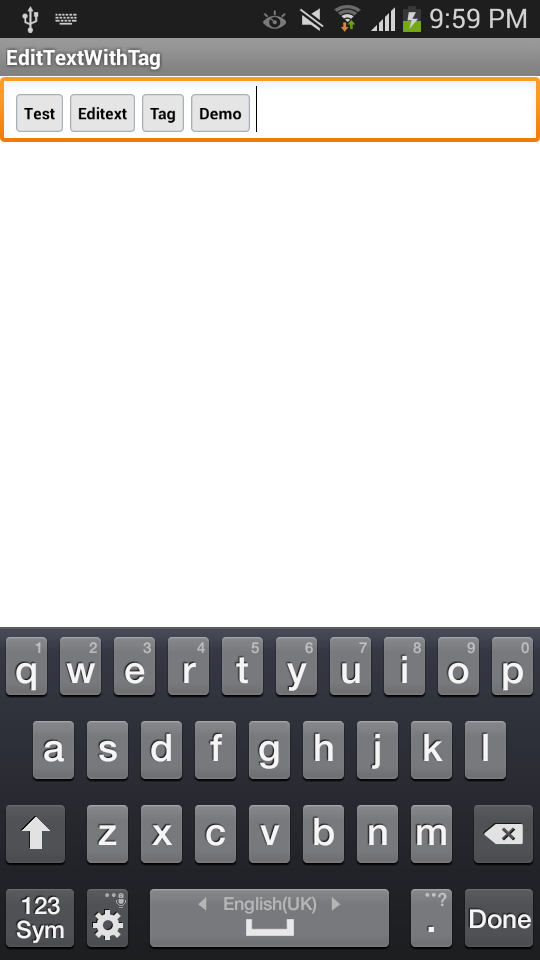 9:59 PM
EditTextWithTag
Test Editext Tag Demo
1 2 3 4 5 6 7 8 9 0
q w e r t y u i o p
a s d f g h j k l
z x c v b n m
123 Sym English(UK) . ...? Done